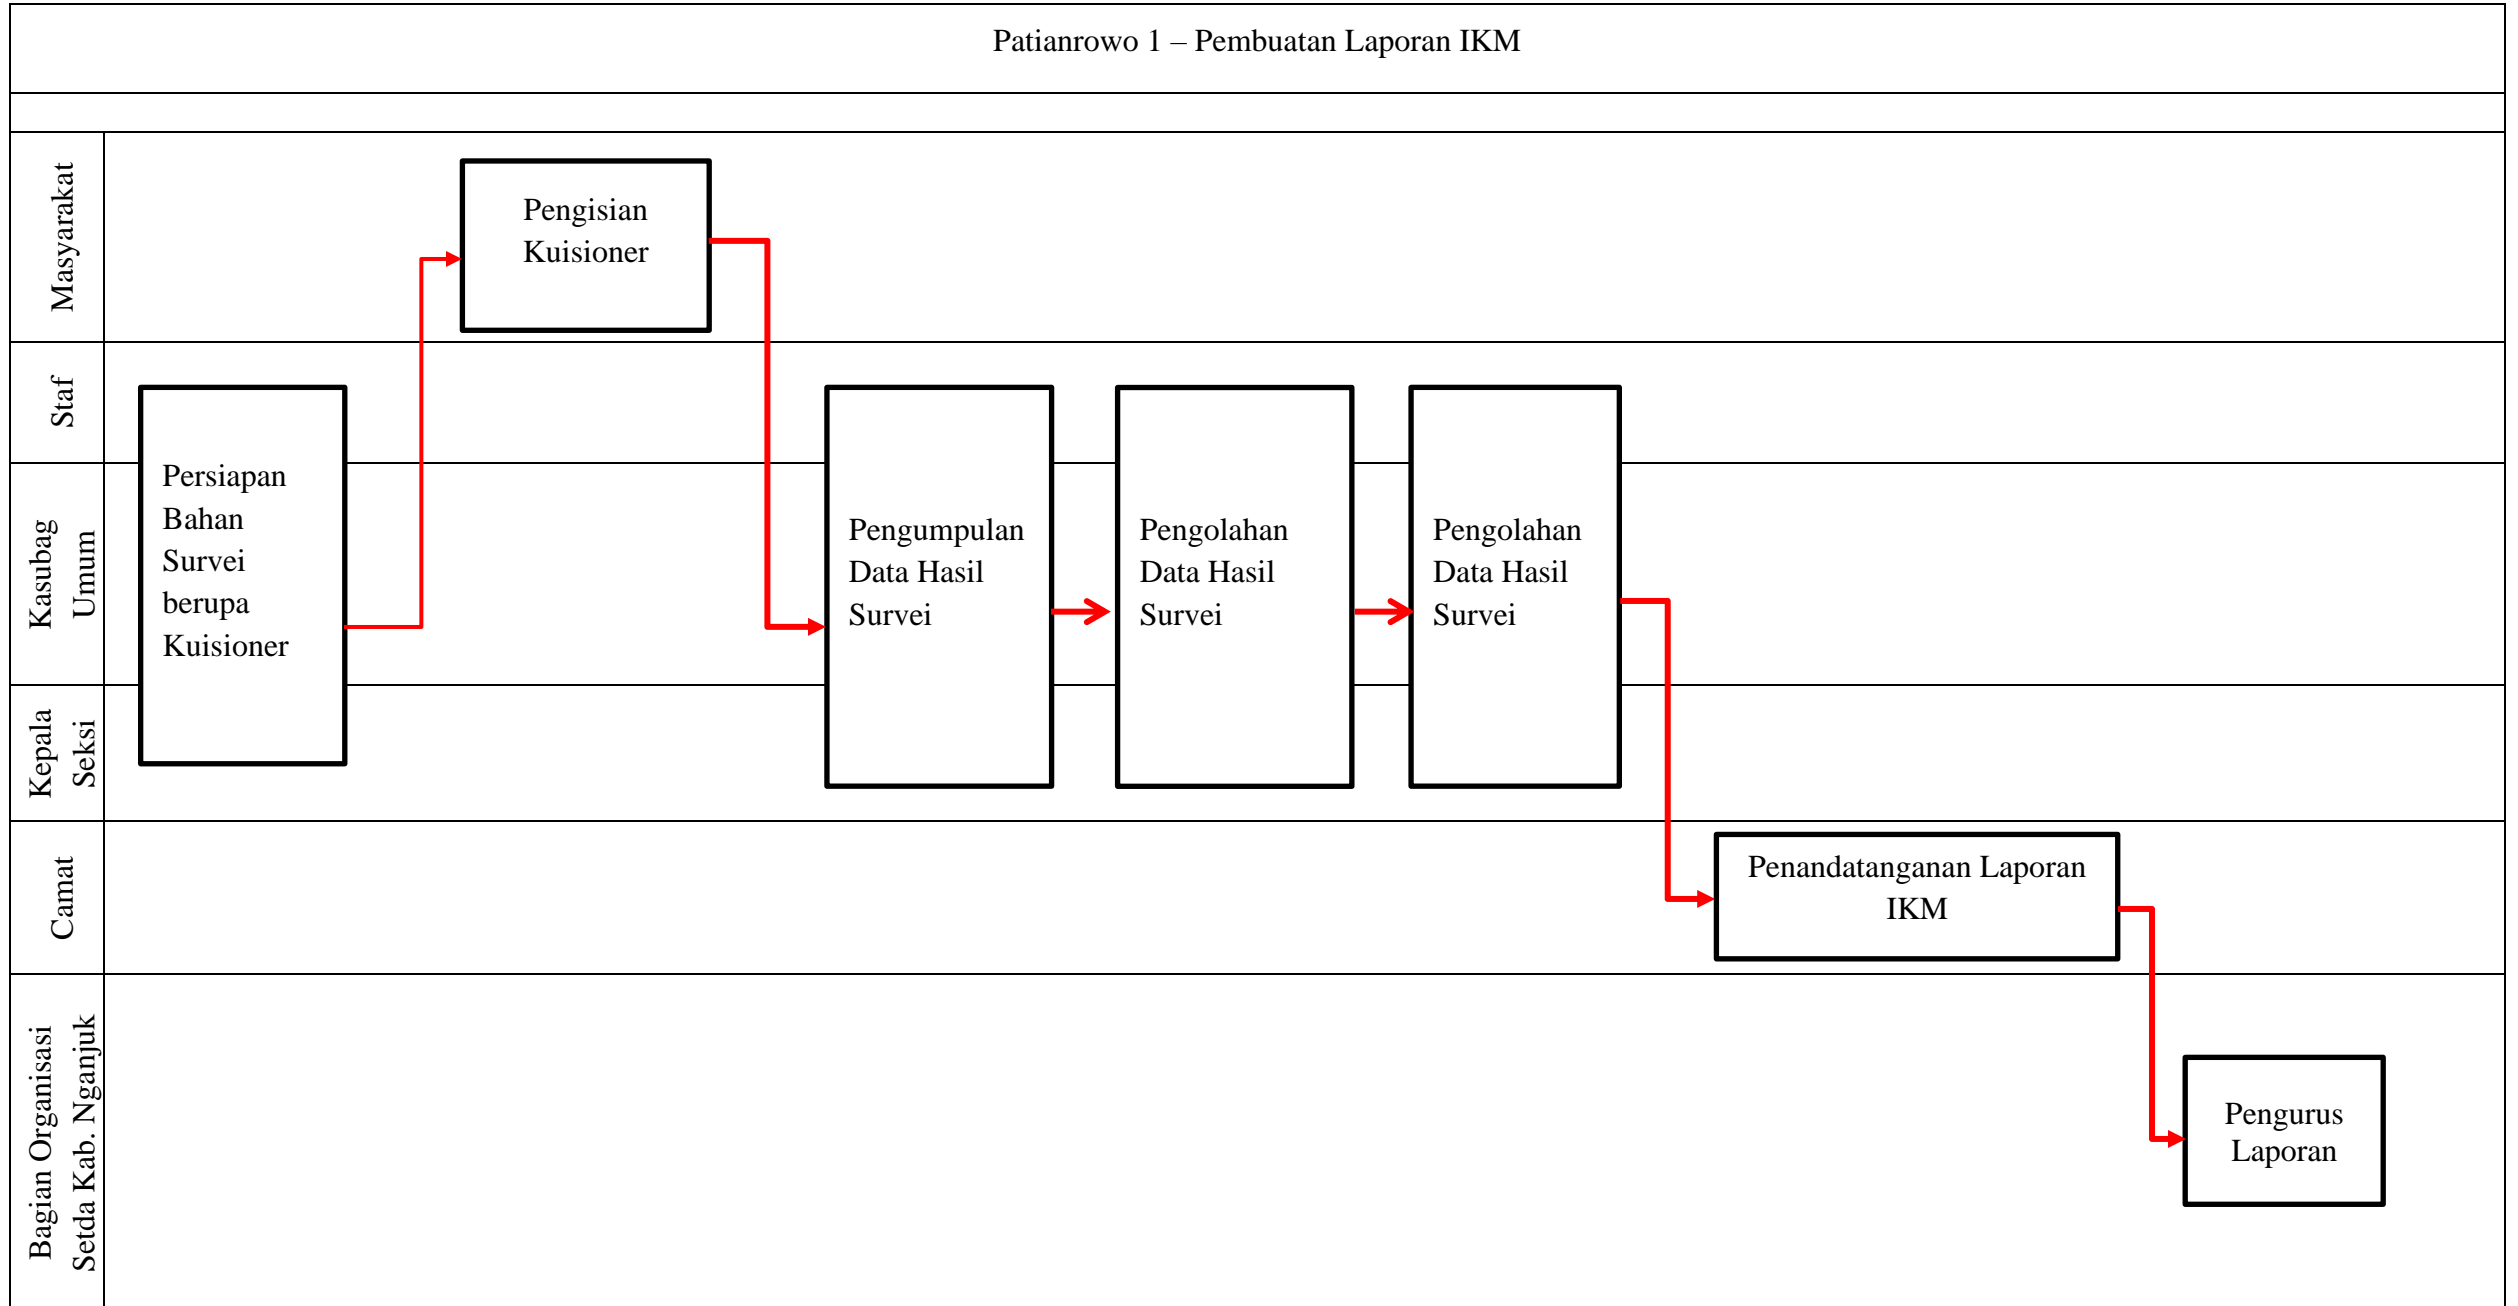 Patianrowo 1 – Pembuatan Laporan IKM
Masyarakat
Pengisian
Kuisioner
Staf
Kasubag
Umum
Kepala
Seksi
Persiapan
Bahan
Survei
berupa
Kuisioner
Pengumpulan
Data Hasil
Survei
Pengolahan
Data Hasil
Survei
Pengolahan
Data Hasil
Survei
Camat
Penandatanganan Laporan
IKM
Bagian Organisasi
Setda Kab. Nganjuk
Pengurus
Laporan